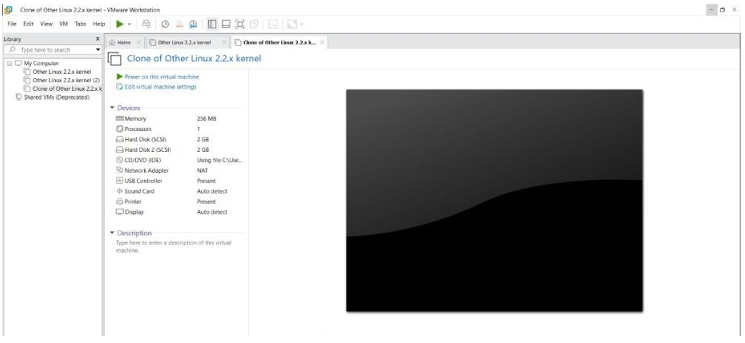 Clone of Other Linux 2.2.x kernel - VMware Workstation
File Edit View VM Tabs Help
Library
Type here to search
My Computer
Other Linux 2.2.x kernel
Other Linux 2.2.x kernel (2)
Clone of Other Linux 2.2.x k
Shared VMs (Deprecated)
Home
Other Linux 2.2.x kernel
Clone of Other Linux 2.2.x k...
Clone of Other Linux 2.2.x kernel
Power on this virtual machine
Edit virtual machine settings
Devices
Memory 256 MB
Processors 1
Hard Disk (SCSI) 2 GB
Hard Disk 2 (SCSI) 2 GB
CD/DVD (IDE) Using file C:\Use...
Network Adapter NAT
USB Controller Present
Sound Card Auto detect
Printer Present
Display Auto detect
Description
Type here to enter a description of this virtual
machine.